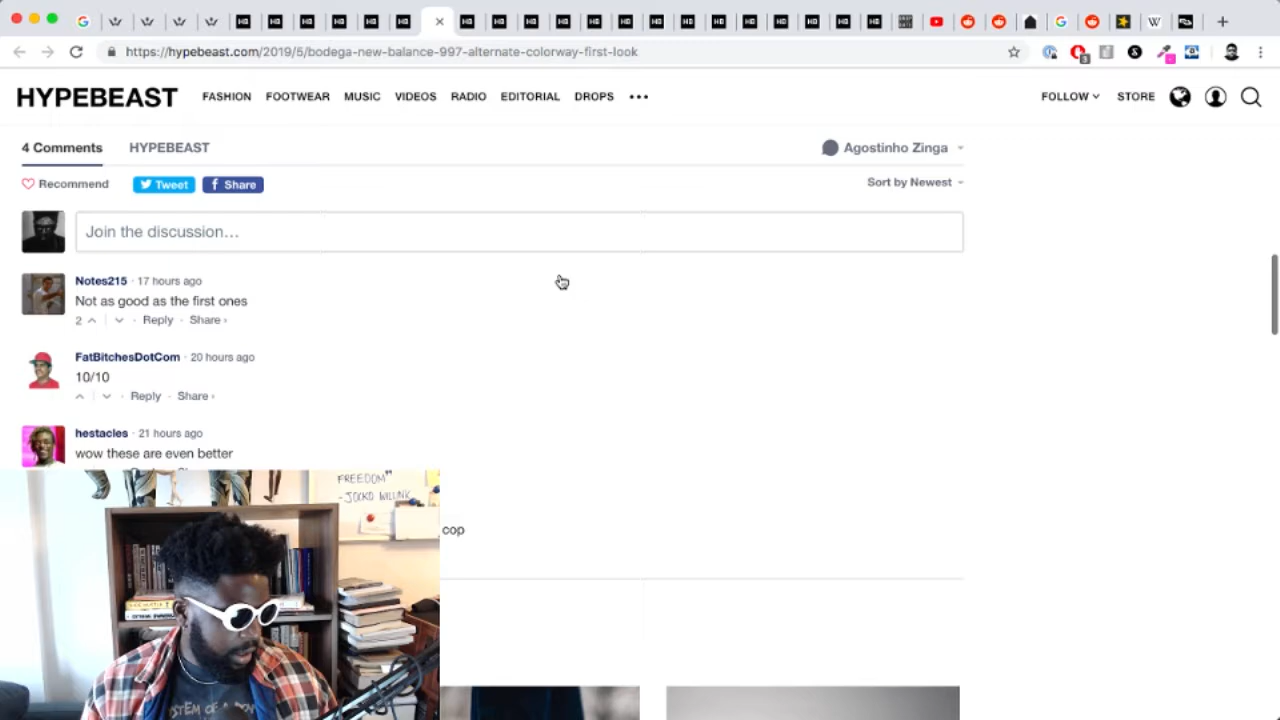 https://hypebeast.com/2019/5/bodega-new-balance-997-alternate-colorway-first-look
HYPEBEAST FASHION FOOTWEAR MUSIC VIDEOS RADIO EDITORIAL DROPS ••• FOLLOW STORE
4 Comments HYPEBEAST Agostinho Zinga
Recommend Tweet Share Sort by Newest
Join the discussion…
Notes215 · 17 hours ago
Not as good as the first ones
2 · Reply · Share ›
FatBitchesDotCom · 20 hours ago
10/10
· Reply · Share ›
hestacles · 21 hours ago
wow these are even better
cop
FREEDOM"
-JOCKO WILLINK